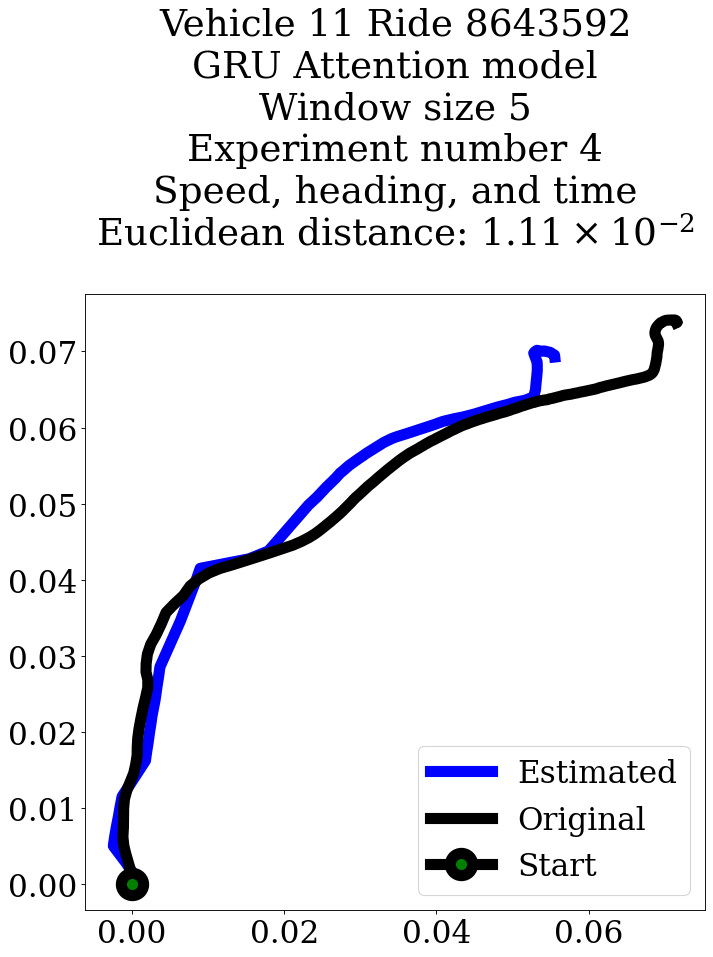 Vehicle 11 Ride 8643592
GRU Attention model
Window size 5
Experiment number 4
Speed, heading, and time
Euclidean distance: 1.11 × 10⁻²
0.07
0.06
0.05
0.04
0.03
0.02
0.01
0.00
Estimated
Original
Start
0.00 0.02 0.04 0.06